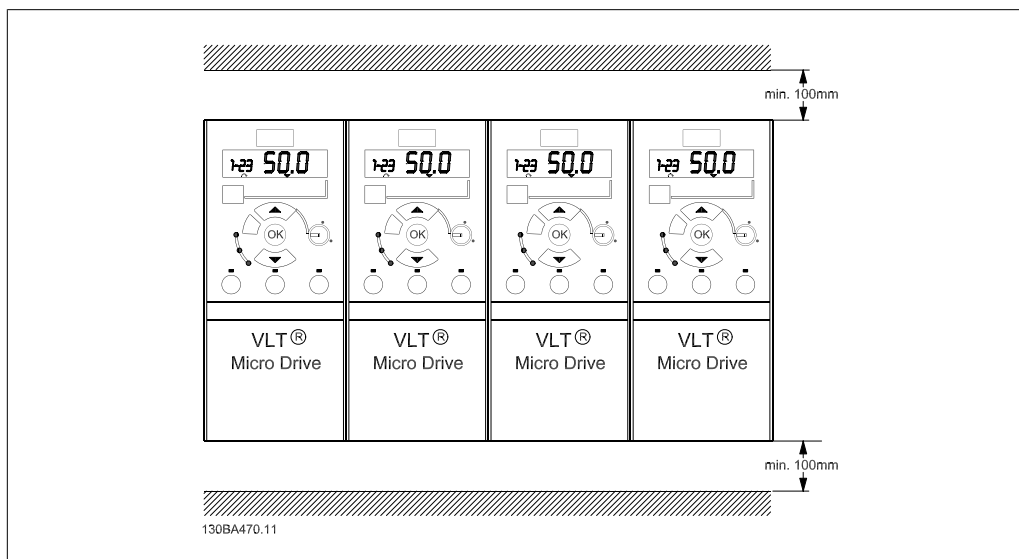 min. 100mm
1-23 50.0
1-23 50.0
1-23 50.0
1-23 50.0
OK
OK
OK
OK
VLT®
Micro Drive
VLT®
Micro Drive
VLT®
Micro Drive
VLT®
Micro Drive
min. 100mm
130BA470.11